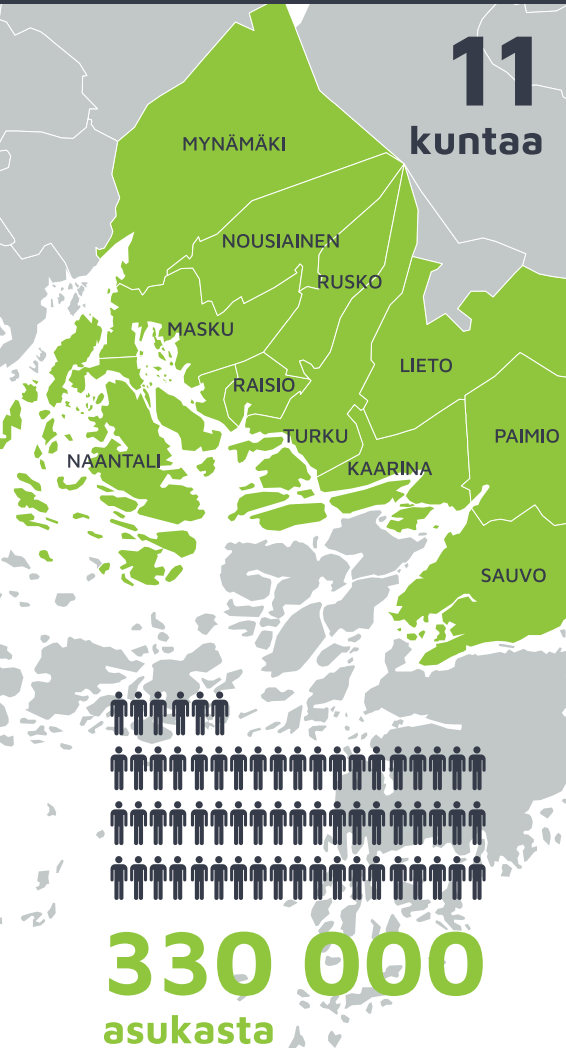 11
kuntaa
MYNÄMÄKI
NOUSIAINEN
RUSKO
MASKU
LIETO
RAISIO
TURKU
PAIMIO
NAANTALI
KAARINA
SAUVO
330 000
asukasta